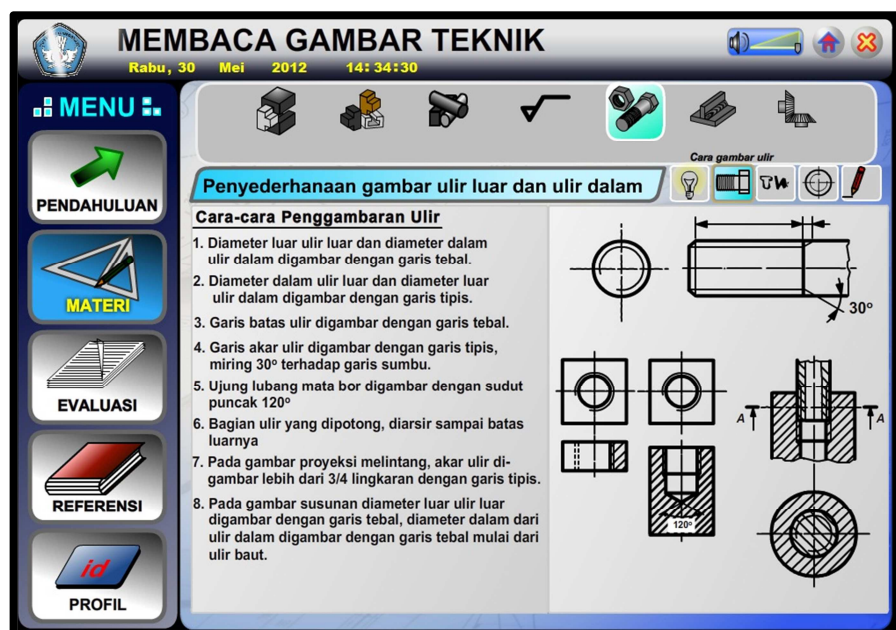 MEMBACA GAMBAR TEKNIK
Rabu, 30 Mei 2012 14:34:30
MENU
PENDAHULUAN
MATERI
EVALUASI
REFERENSI
id
PROFIL
Cara gambar ulir
Penyederhanaan gambar ulir luar dan ulir dalam
Cara-cara Penggambaran Ulir
1. Diameter luar ulir luar dan diameter dalam
ulir dalam digambar dengan garis tebal.
2. Diameter dalam ulir luar dan diameter luar
ulir dalam digambar dengan garis tipis.
3. Garis batas ulir digambar dengan garis tebal.
4. Garis akar ulir digambar dengan garis tipis,
miring 30º terhadap garis sumbu.
5. Ujung lubang mata bor digambar dengan sudut
puncak 120º
6. Bagian ulir yang dipotong, diarsir sampai batas
luarnya
7. Pada gambar proyeksi melintang, akar ulir di-
gambar lebih dari 3/4 lingkaran dengan garis tipis.
8. Pada gambar susunan diameter luar ulir luar
digambar dengan garis tebal, diameter dalam dari
ulir dalam digambar dengan garis tebal mulai dari
ulir baut.
30º
A A
120º